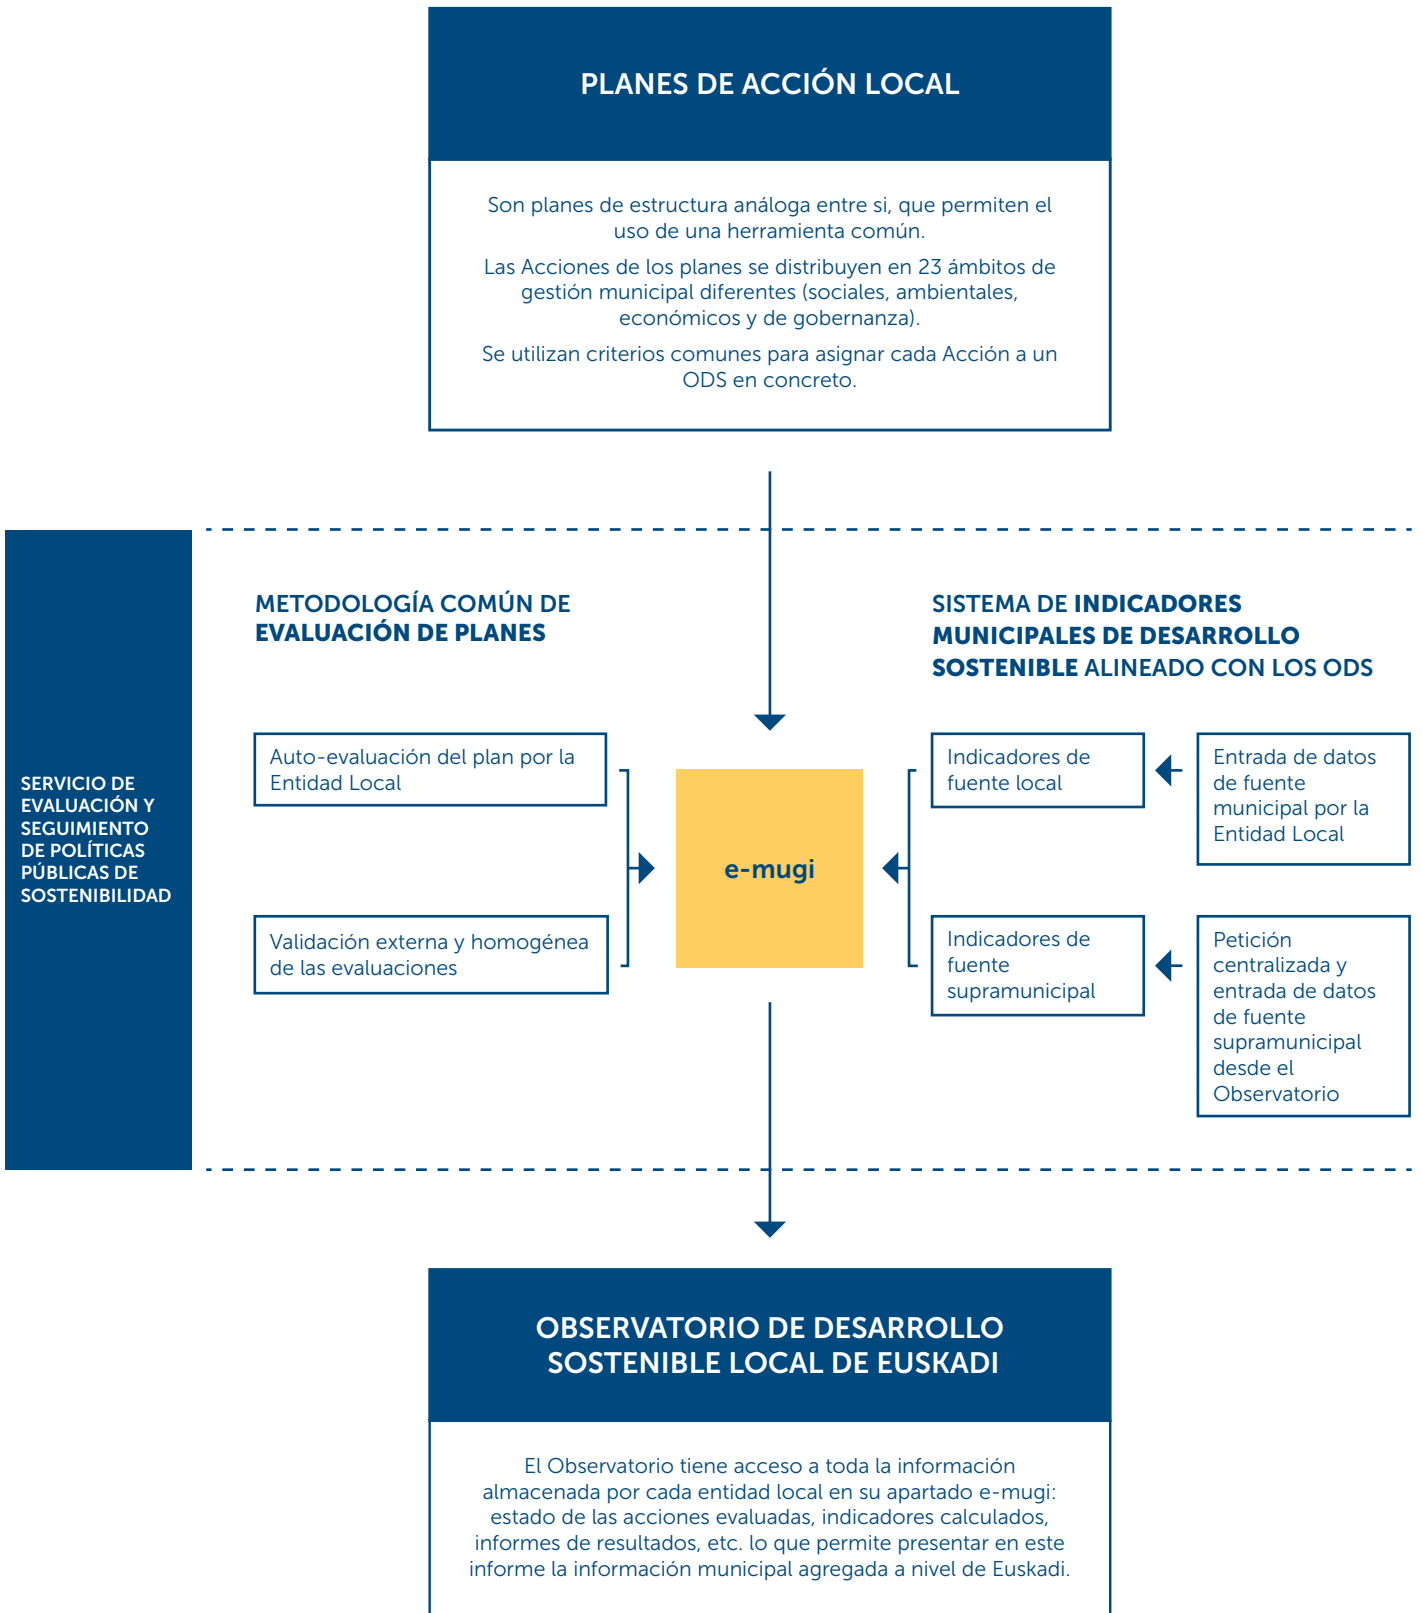 PLANES DE ACCIÓN LOCAL
Son planes de estructura análoga entre si, que permiten el
uso de una herramienta común.
Las Acciones de los planes se distribuyen en 23 ámbitos de
gestión municipal diferentes (sociales, ambientales,
económicos y de gobernanza).
Se utilizan criterios comunes para asignar cada Acción a un
ODS en concreto.
SERVICIO DE
EVALUACIÓN Y
SEGUIMIENTO
DE POLÍTICAS
PÚBLICAS DE
SOSTENIBILIDAD
METODOLOGÍA COMÚN DE
EVALUACIÓN DE PLANES
Auto-evaluación del plan por la
Entidad Local
Validación externa y homogénea
de las evaluaciones
e-mugi
SISTEMA DE INDICADORES
MUNICIPALES DE DESARROLLO
SOSTENIBLE ALINEADO CON LOS ODS
Indicadores de
fuente local
Entrada de datos
de fuente
municipal por la
Entidad Local
Indicadores de
fuente
supramunicipal
Petición
centralizada y
entrada de datos
de fuente
supramunicipal
desde el
Observatorio
OBSERVATORIO DE DESARROLLO
SOSTENIBLE LOCAL DE EUSKADI
El Observatorio tiene acceso a toda la información
almacenada por cada entidad local en su apartado e-mugi:
estado de las acciones evaluadas, indicadores calculados,
informes de resultados, etc. lo que permite presentar en este
informe la información municipal agregada a nivel de Euskadi.